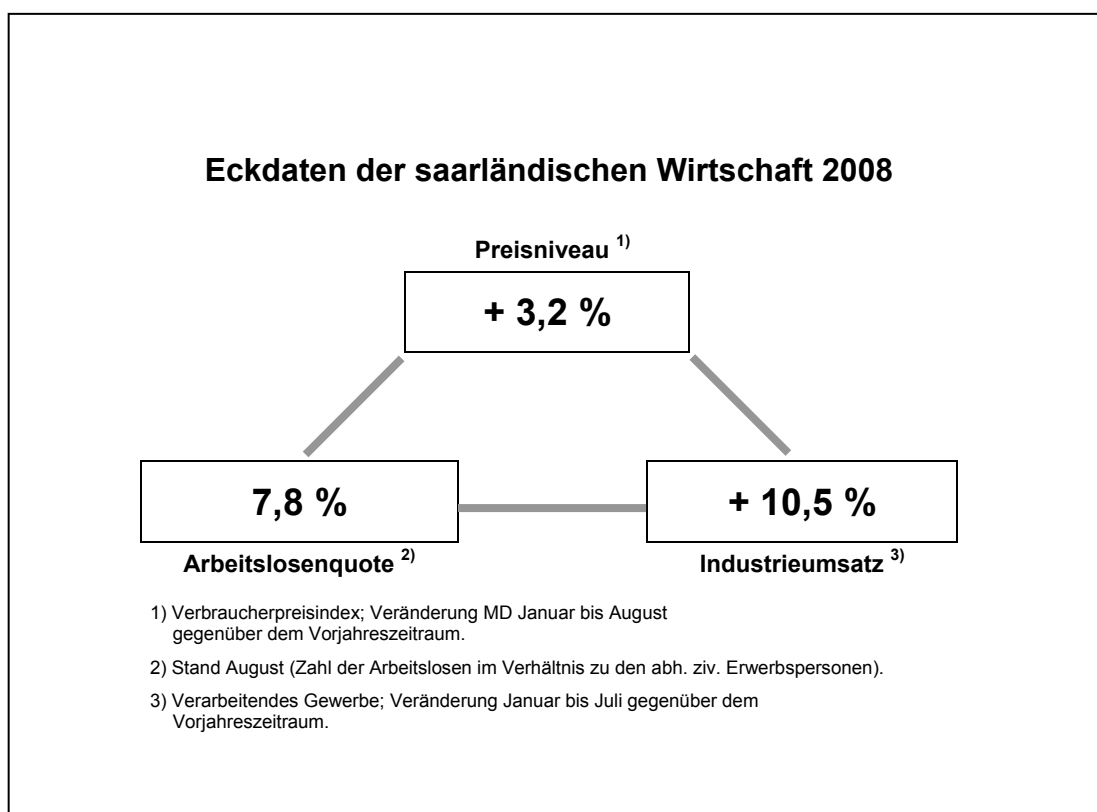 Eckdaten der saarländischen Wirtschaft 2008
Preisniveau 1)
+ 3,2 %
7,8 %
+ 10,5 %
Arbeitslosenquote 2)
Industrieumsatz 3)
1) Verbraucherpreisindex; Veränderung MD Januar bis August
gegenüber dem Vorjahreszeitraum.
2) Stand August (Zahl der Arbeitslosen im Verhältnis zu den abh. ziv. Erwerbspersonen).
3) Verarbeitendes Gewerbe; Veränderung Januar bis Juli gegenüber dem
Vorjahreszeitraum.